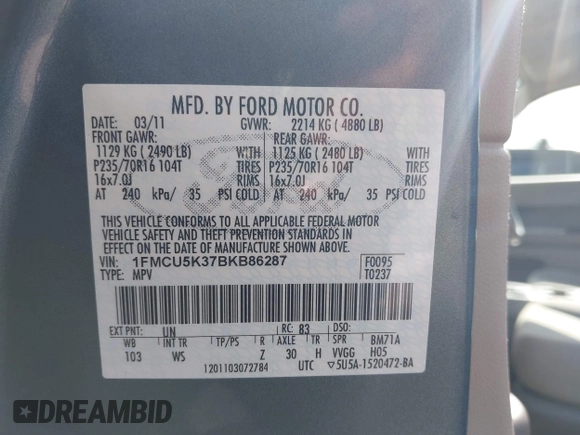 MFD. BY FORD MOTOR CO.
DATE: 03/11 GVWR: 2214 KG ( 4880 LB)
FRONT GAWR: REAR GAWR:
1129 KG ( 2490 LB) WITH 1125 KG ( 2480 LB) WITH
P235/70R16 104T TIRES P235/70R16 104T TIRES
16x7.0J RIMS 16x7.0J RIMS
AT 240 kPa/ 35 PSI COLD AT 240 kPa/ 35 PSI COLD
THIS VEHICLE CONFORMS TO ALL APPLICABLE FEDERAL MOTOR
VEHICLE SAFETY AND THEFT PREVENTION STANDARDS IN
EFFECT ON THE DATE OF MANUFACTURE SHOWN ABOVE.
VIN: 1FMCU5K37BKB86287 F0095
TYPE: MPV T0237
EXT PNT: UN RC: 83 DSO:
WB INT TR TP/PS R AXLE TR SPR BM71A
103 WS Z 30 H VVGG H05
1201103072784 UTC ▽5U5A-1520472-BA
DREAMBID
Find. Bid. Win. Repeat.